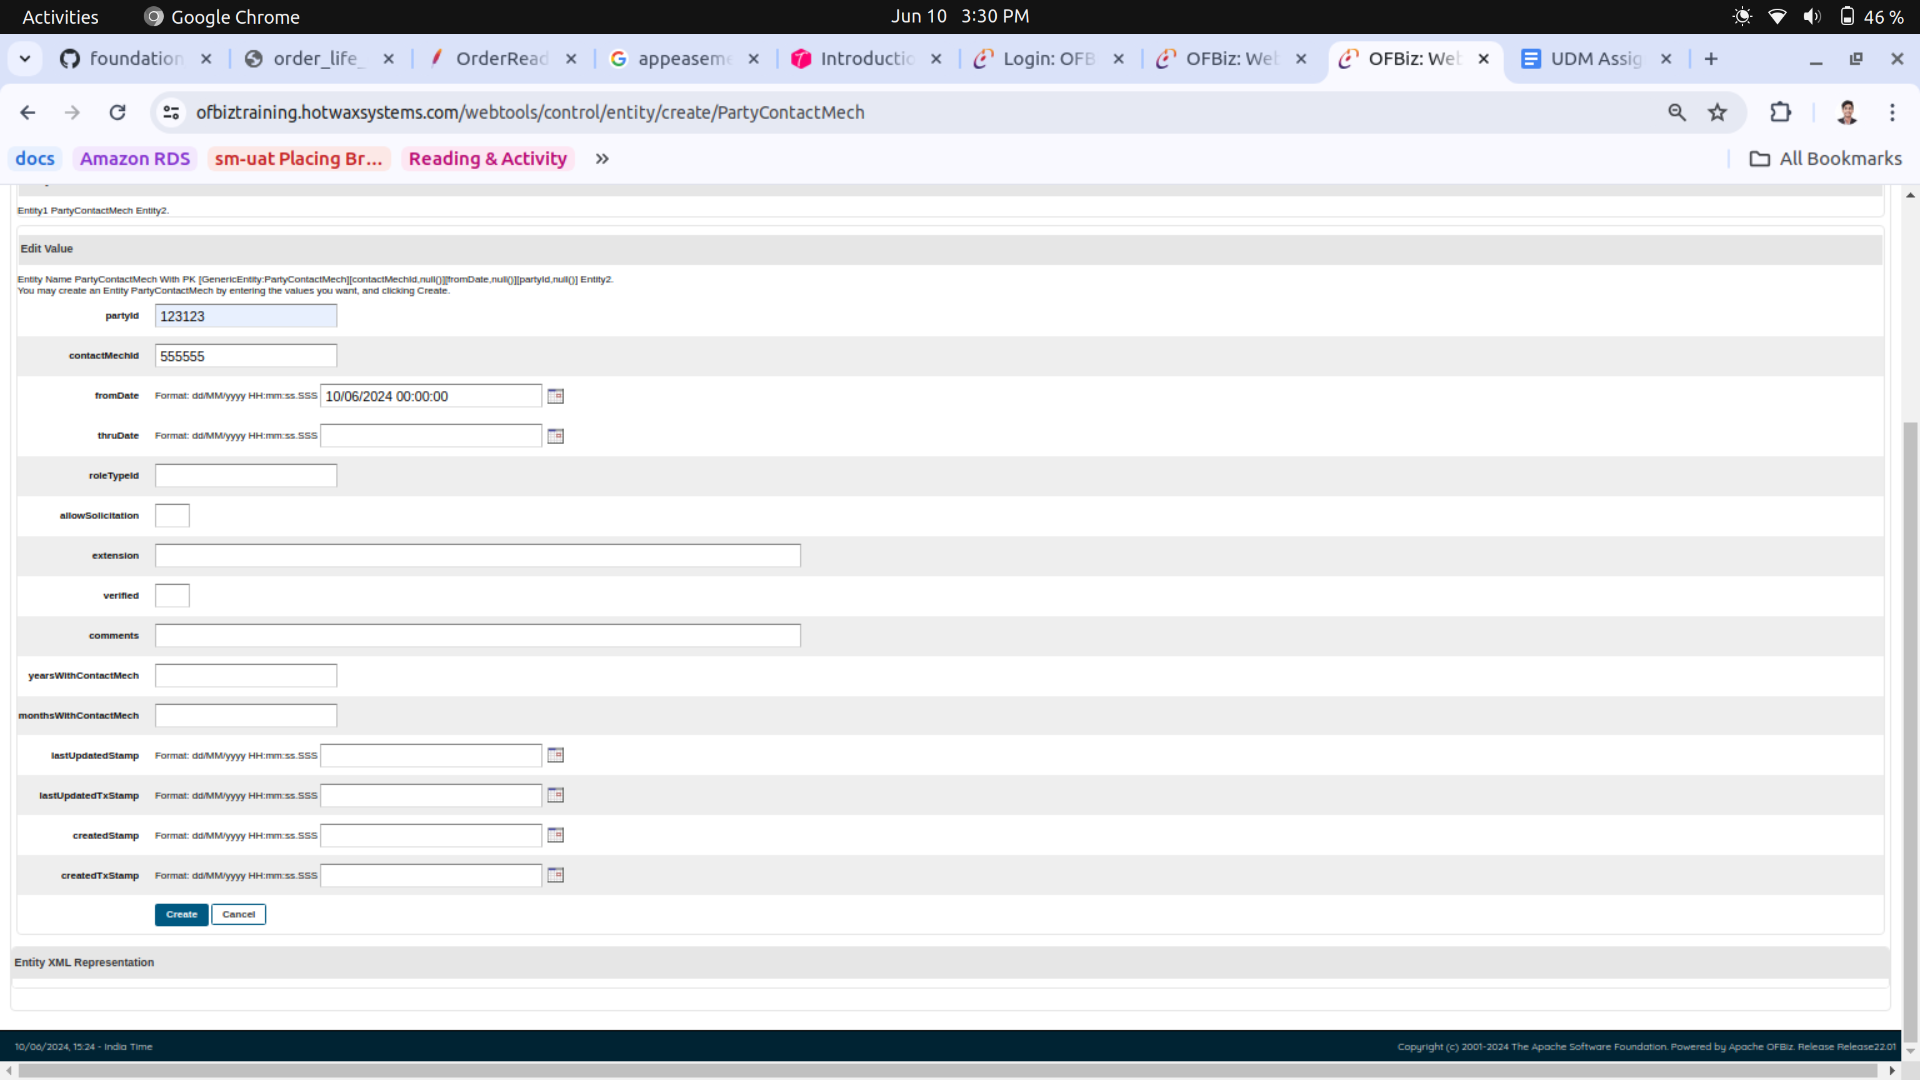 Activities Google Chrome Jun 10 3:30 PM 46 %
foundation order_life_ OrderRead appeaseme Introductio Login: OFB OFBiz: Web OFBiz: Web UDM Assig
ofbiztraining.hotwaxsystems.com/webtools/control/entity/create/PartyContactMech
docs Amazon RDS sm-uat Placing Br... Reading & Activity » All Bookmarks
Entity1 PartyContactMech Entity2.
Edit Value
Entity Name PartyContactMech With PK [GenericEntity:PartyContactMech][contactMechId,null()][fromDate,null()][partyId,null()] Entity2.
You may create an Entity PartyContactMech by entering the values you want, and clicking Create.
partyId 123123
contactMechId 555555
fromDate Format: dd/MM/yyyy HH:mm:ss.SSS 10/06/2024 00:00:00
thruDate Format: dd/MM/yyyy HH:mm:ss.SSS
roleTypeId
allowSolicitation
extension
verified
comments
yearsWithContactMech
monthsWithContactMech
lastUpdatedStamp Format: dd/MM/yyyy HH:mm:ss.SSS
lastUpdatedTxStamp Format: dd/MM/yyyy HH:mm:ss.SSS
createdStamp Format: dd/MM/yyyy HH:mm:ss.SSS
createdTxStamp Format: dd/MM/yyyy HH:mm:ss.SSS
Create Cancel
Entity XML Representation
10/06/2024, 15:24 - India Time Copyright (c) 2001-2024 The Apache Software Foundation. Powered by Apache OFBiz. Release Release22.01